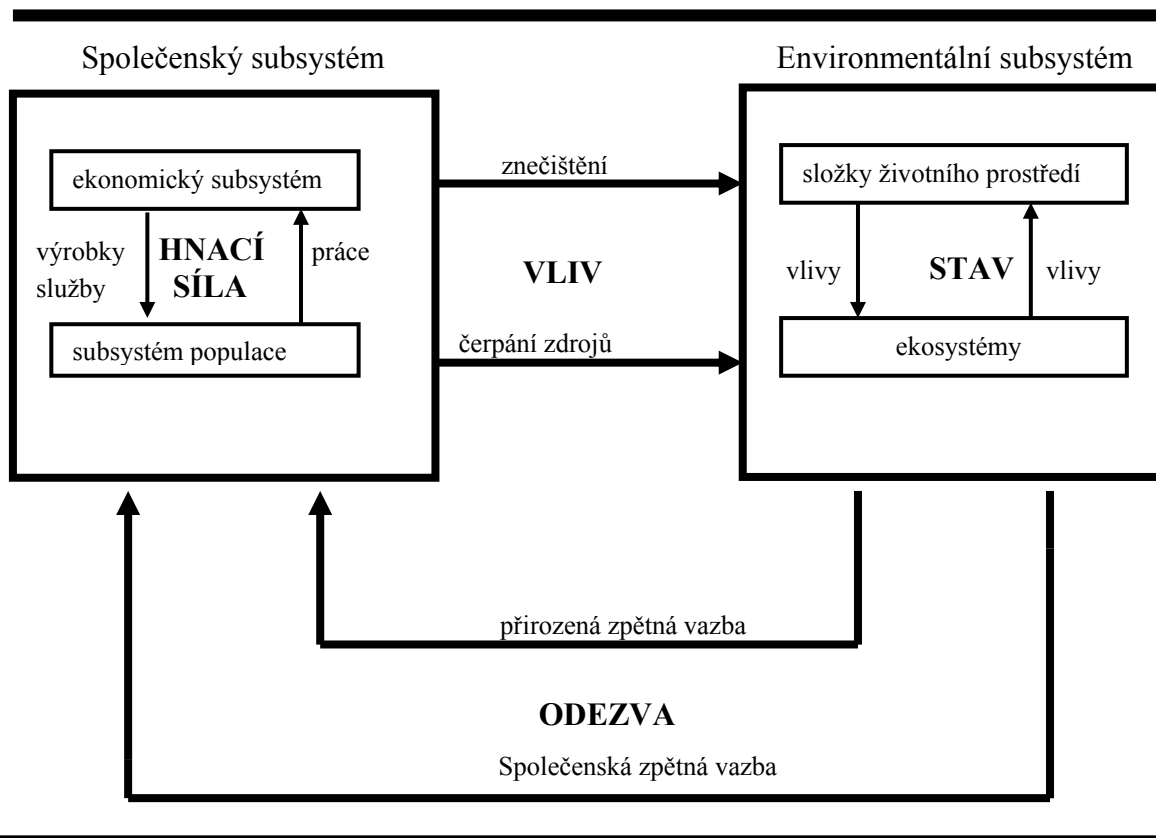 Společenský subsystém
Environmentální subsystém
ekonomický subsystém
výrobky
služby
HNACÍ
SÍLA
práce
subsystém populace
znečištění
VLIV
čerpání zdrojů
složky životního prostředí
vlivy
STAV
vlivy
ekosystémy
přirozená zpětná vazba
ODEZVA
Společenská zpětná vazba